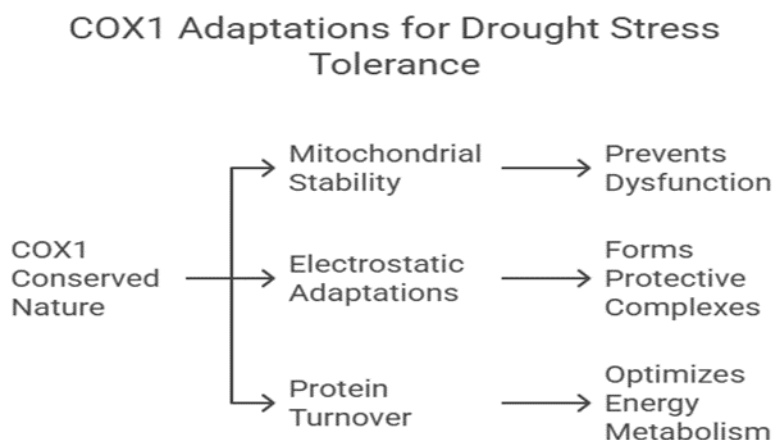 COX1 Adaptations for Drought Stress
Tolerance
COX1
Conserved
Nature
Mitochondrial
Stability
Prevents
Dysfunction
Electrostatic
Adaptations
Forms
Protective
Complexes
Protein
Turnover
Optimizes
Energy
Metabolism